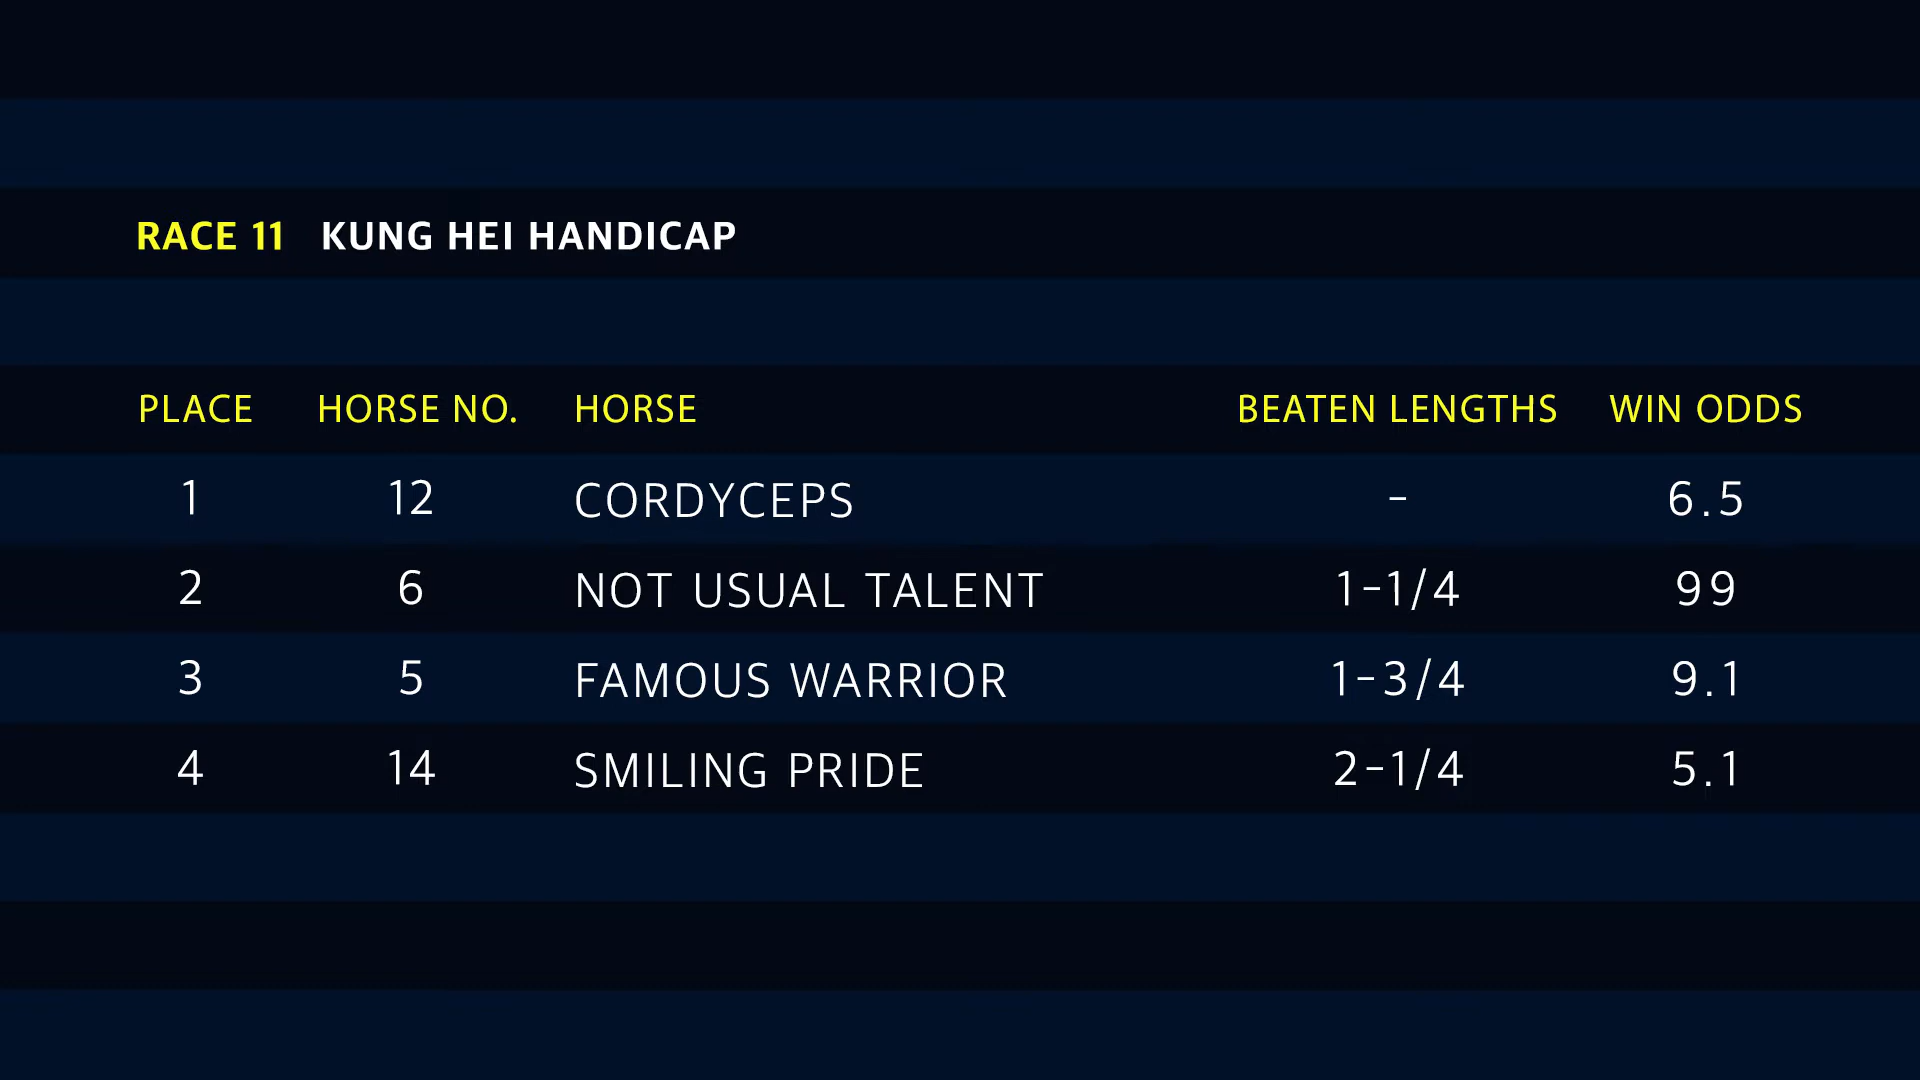 RACE 11 KUNG HEI HANDICAP
PLACE HORSE NO. HORSE BEATEN LENGTHS WIN ODDS
1 12 CORDYCEPS - 6.5
2 6 NOT USUAL TALENT 1-1/4 99
3 5 FAMOUS WARRIOR 1-3/4 9.1
4 14 SMILING PRIDE 2-1/4 5.1